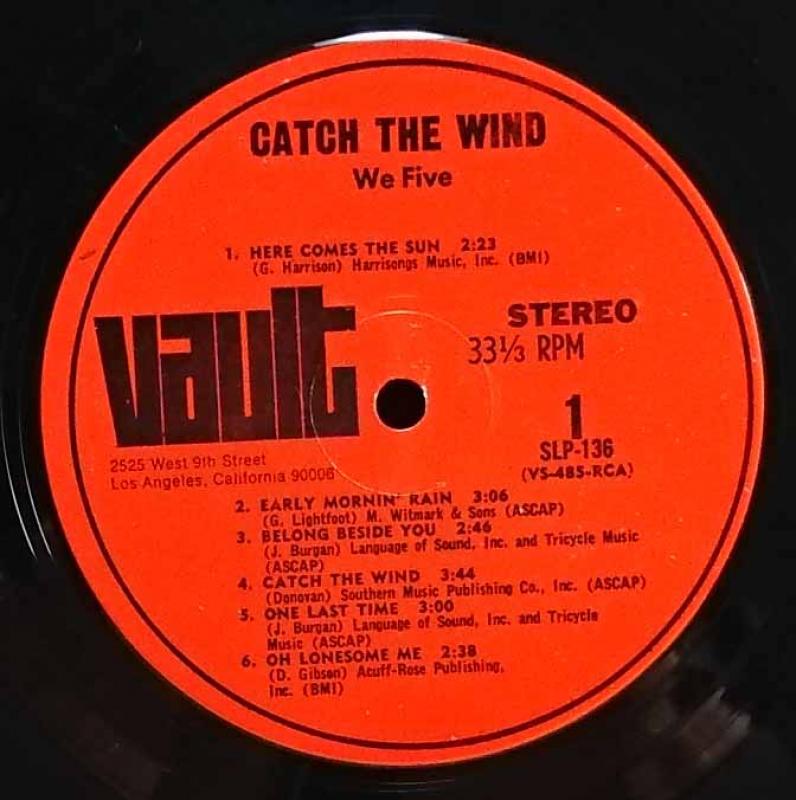 CATCH THE WIND
We Five
1. HERE COMES THE SUN 2:23
(G. Harrison) Harrisongs Music, Inc. (BMI)
vault
STEREO
33⅓ RPM
1
SLP-136
(VS-485-RCA)
2525 West 9th Street
Los Angeles, California 90006
2. EARLY MORNIN' RAIN 3:06
(G. Lightfoot) M. Witmark & Sons (ASCAP)
3. BELONG BESIDE YOU 2:46
(J. Burgan) Language of Sound, Inc. and Tricycle Music
(ASCAP)
4. CATCH THE WIND 3:44
(Donovan) Southern Music Publishing Co., Inc. (ASCAP)
5. ONE LAST TIME 3:00
(J. Burgan) Language of Sound, Inc. and Tricycle
Music (ASCAP)
6. OH LONESOME ME 2:38
(D. Gibson) Acuff-Rose Publishing,
Inc. (BMI)